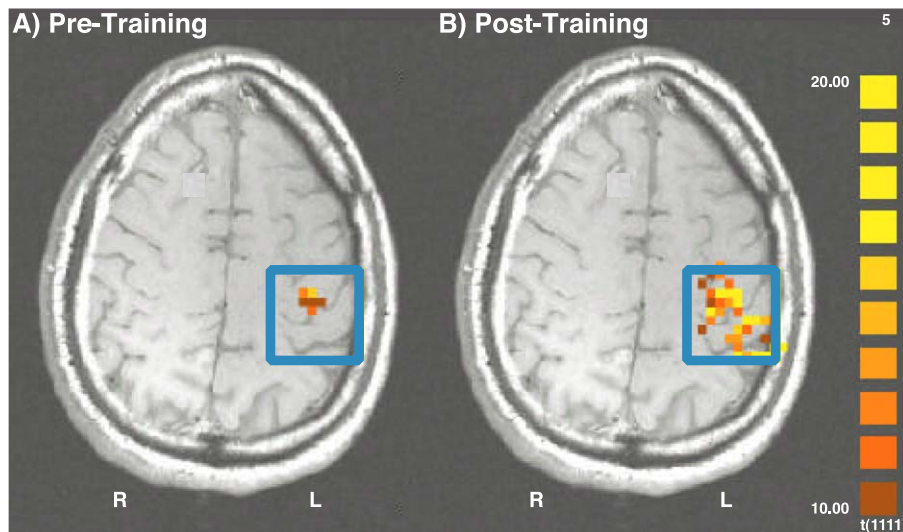 A) Pre-Training
B) Post-Training
5
20.00
10.00
t(1111
R
L
R
L